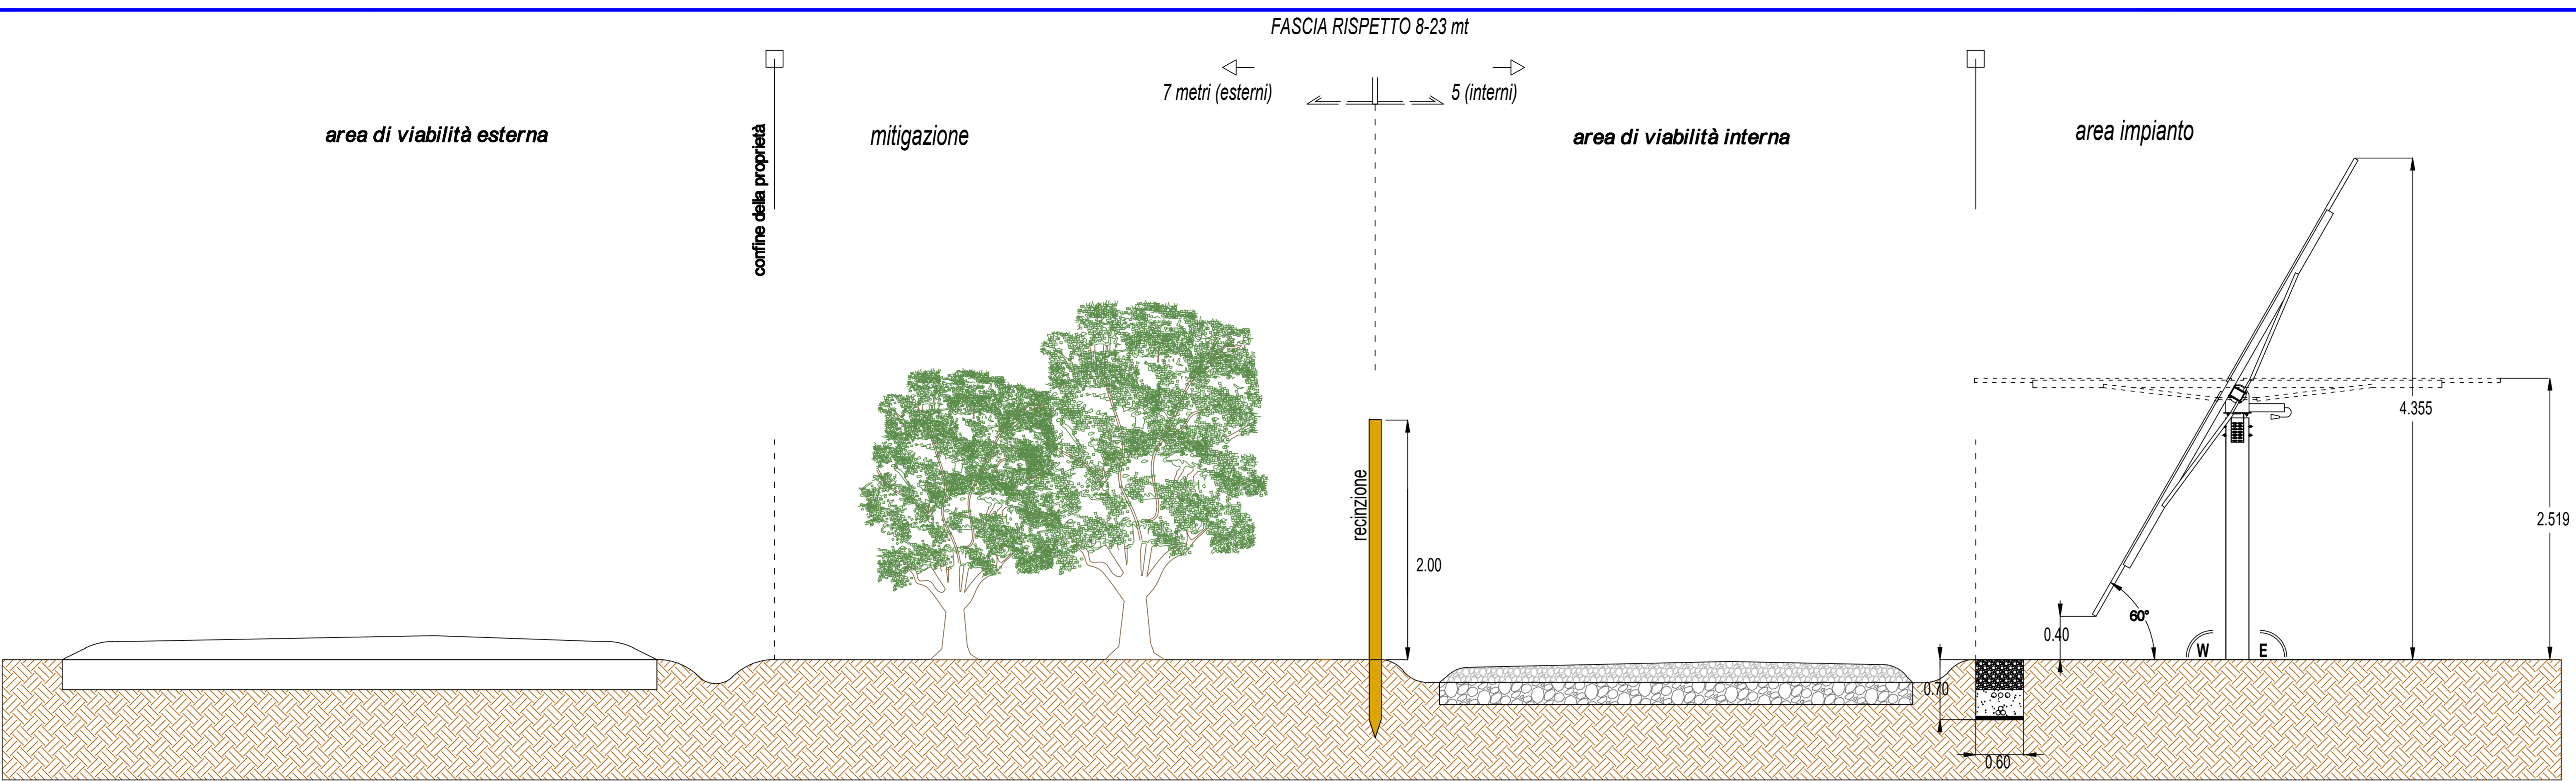 FASCIA RISPETTO 8-23 mt
7 metri (esterni)
5 (interni)
area di viabilità esterna
confine della proprietà
mitigazione
area di viabilità interna
area impianto
recinzione
2.00
4.355
2.519
60°
0.40
W
E
0.70
0.60